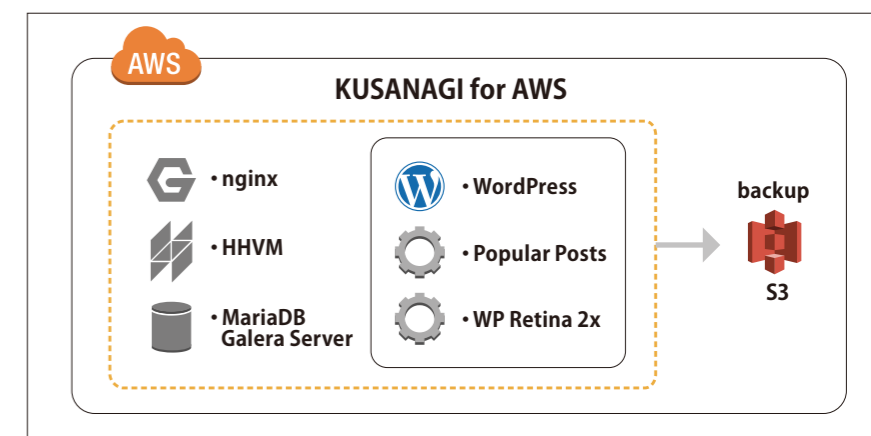 AWS
KUSANAGI for AWS
・nginx
・HHVM
・MariaDB
Galera Server
・WordPress
・Popular Posts
・WP Retina 2x
backup
S3